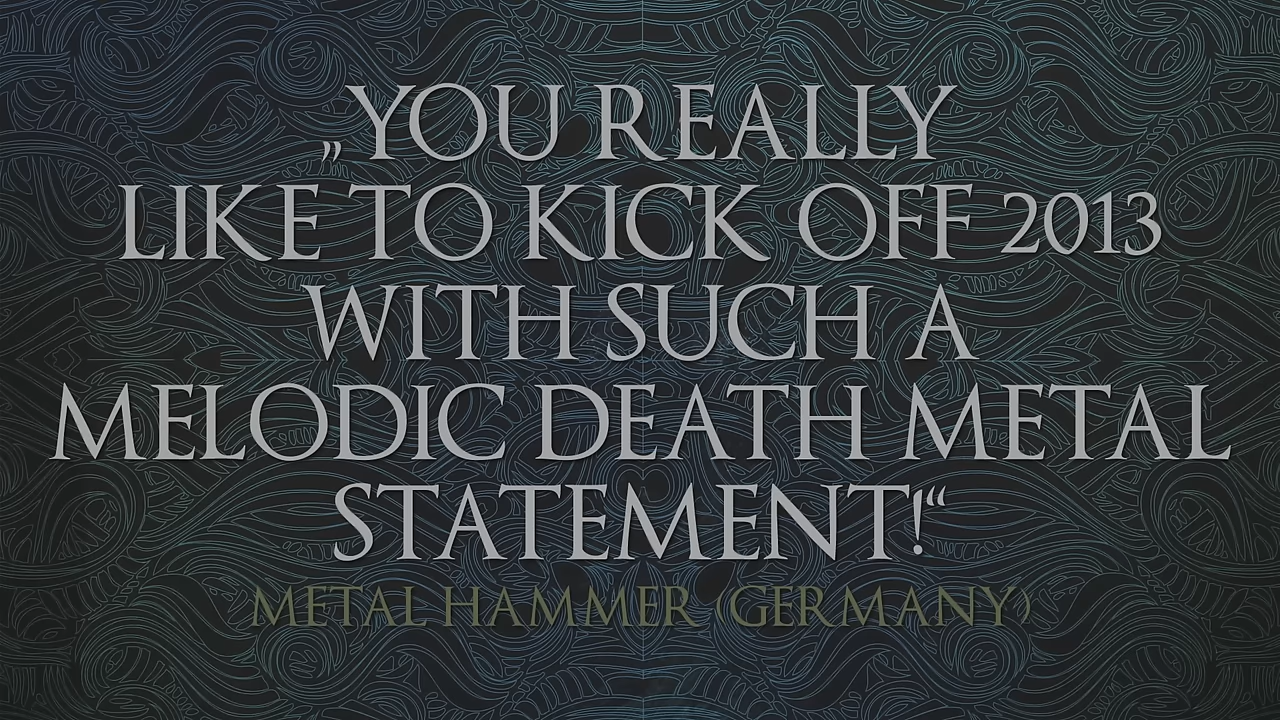 „YOU REALLY
LIKE TO KICK OFF 2013
WITH SUCH A
MELODIC DEATH METAL
STATEMENT!“
METAL HAMMER (GERMANY)